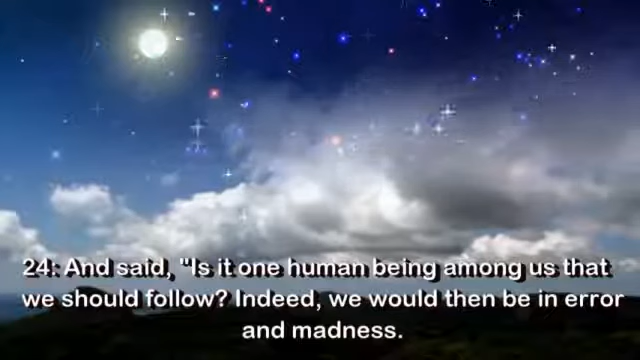 24: And said, "Is it one human being among us that
we should follow? Indeed, we would then be in error
and madness.